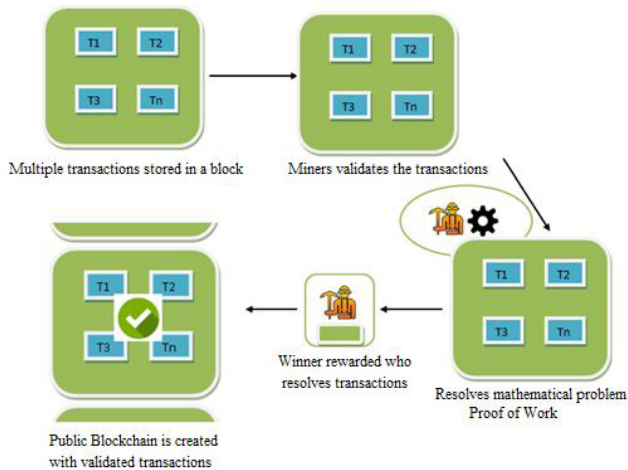 T1 T2
T3 Tn
Multiple transactions stored in a block
T1 T2
T3 Tn
Miners validates the transactions
T1 T2
T3 Tn
Resolves mathematical problem
Proof of Work
Winner rewarded who
resolves transactions
T1 T2
T3 Tn
Public Blockchain is created
with validated transactions